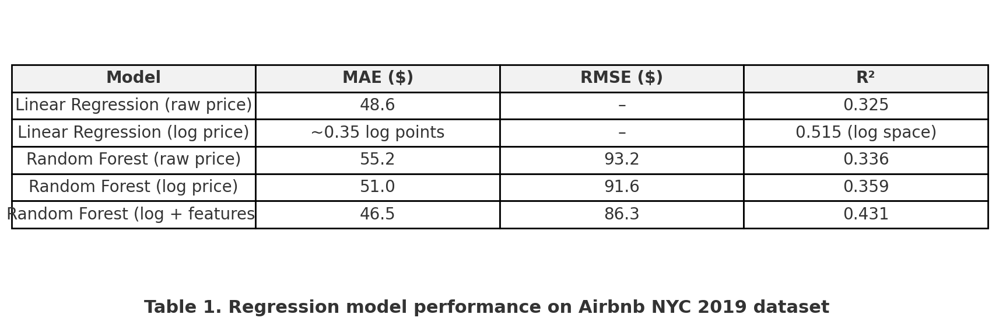 Model MAE ($) RMSE ($) R²
Linear Regression (raw price) 48.6 – 0.325
Linear Regression (log price) ~0.35 log points – 0.515 (log space)
Random Forest (raw price) 55.2 93.2 0.336
Random Forest (log price) 51.0 91.6 0.359
Random Forest (log + features 46.5 86.3 0.431
Table 1. Regression model performance on Airbnb NYC 2019 dataset